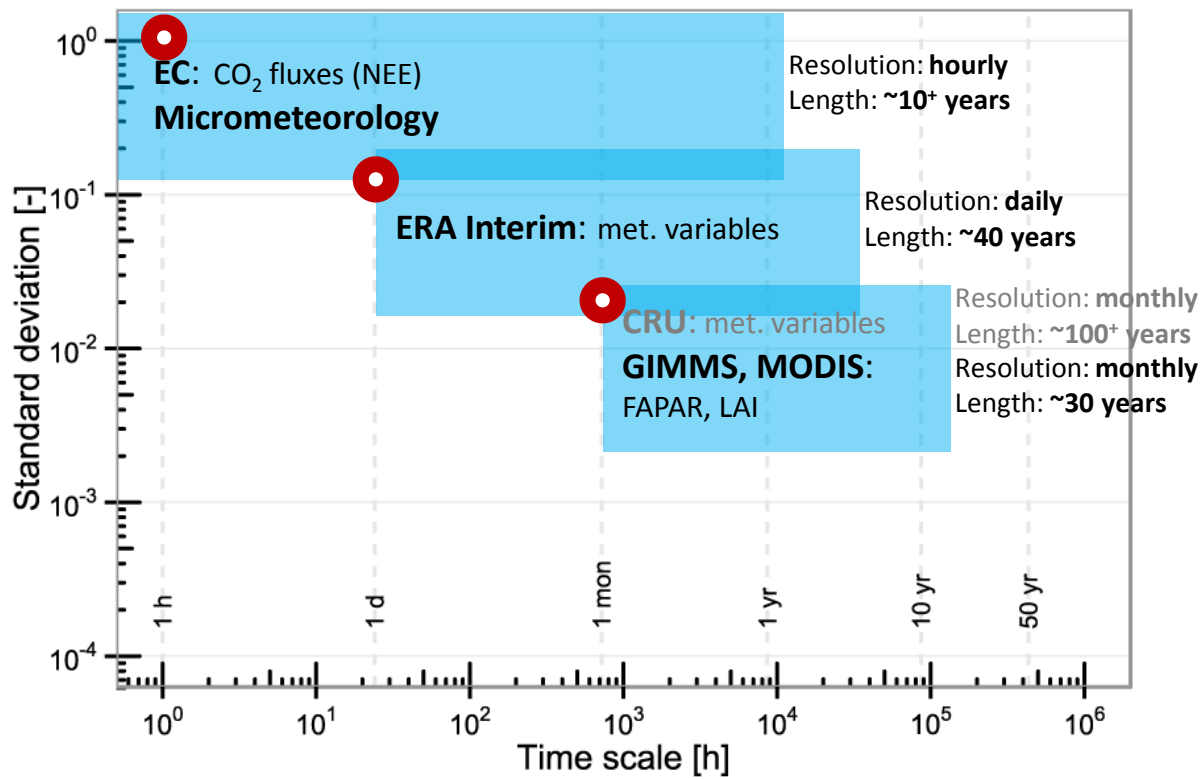 10⁰
10⁻¹
10⁻²
10⁻³
10⁻⁴
Standard deviation [-]
EC: CO₂ fluxes (NEE)
Micrometeorology
Resolution: hourly
Length: ~10⁺ years
ERA Interim: met. variables
Resolution: daily
Length: ~40 years
CRU: met. variables
GIMMS, MODIS:
FAPAR, LAI
Resolution: monthly
Length: ~100⁺ years
Resolution: monthly
Length: ~30 years
1 h
1 d
1 mon
1 yr
10 yr
50 yr
10⁰ 10¹ 10² 10³ 10⁴ 10⁵ 10⁶
Time scale [h]